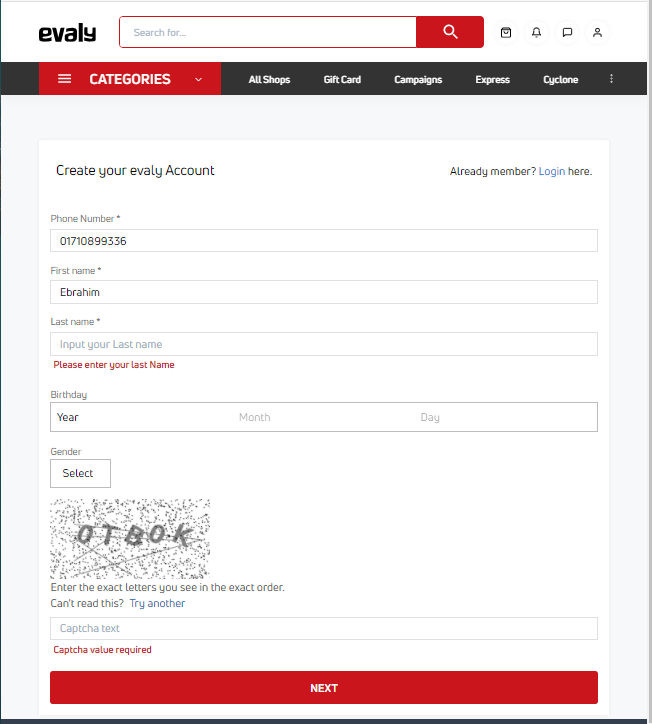 evaly
Search for...
CATEGORIES
All Shops Gift Card Campaigns Express Cyclone
Create your evaly Account
Already member? Login here.
Phone Number *
01710899336
First name *
Ebrahim
Last name *
Input your Last name
Please enter your last Name
Birthday
Year Month Day
Gender
Select
Enter the exact letters you see in the exact order.
Can't read this? Try another
Captcha text
Captcha value required
NEXT